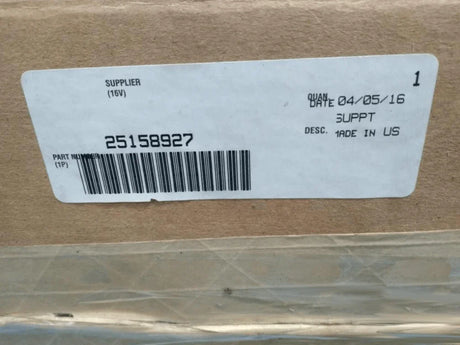 1
SUPPLIER
(16V)
QUAN
DATE 04/05/16
SUPPT
25158927
DESC. MADE IN US
PART NUMBER
(1P)